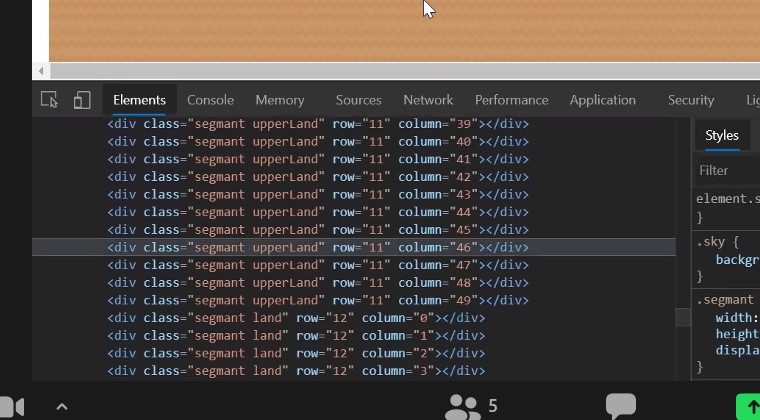 Elements Console Memory Sources Network Performance Application Security
<div class="segmant upperLand" row="11" column="39"></div>
<div class="segmant upperLand" row="11" column="40"></div>
<div class="segmant upperLand" row="11" column="41"></div>
<div class="segmant upperLand" row="11" column="42"></div>
<div class="segmant upperLand" row="11" column="43"></div>
<div class="segmant upperLand" row="11" column="44"></div>
<div class="segmant upperLand" row="11" column="45"></div>
<div class="segmant upperLand" row="11" column="46"></div>
<div class="segmant upperLand" row="11" column="47"></div>
<div class="segmant upperLand" row="11" column="48"></div>
<div class="segmant upperLand" row="11" column="49"></div>
<div class="segmant land" row="12" column="0"></div>
<div class="segmant land" row="12" column="1"></div>
<div class="segmant land" row="12" column="2"></div>
<div class="segmant land" row="12" column="3"></div>
Styles
Filter
element.s
}
.sky {
backgr
}
.segmant
width:
height
displa
}
5